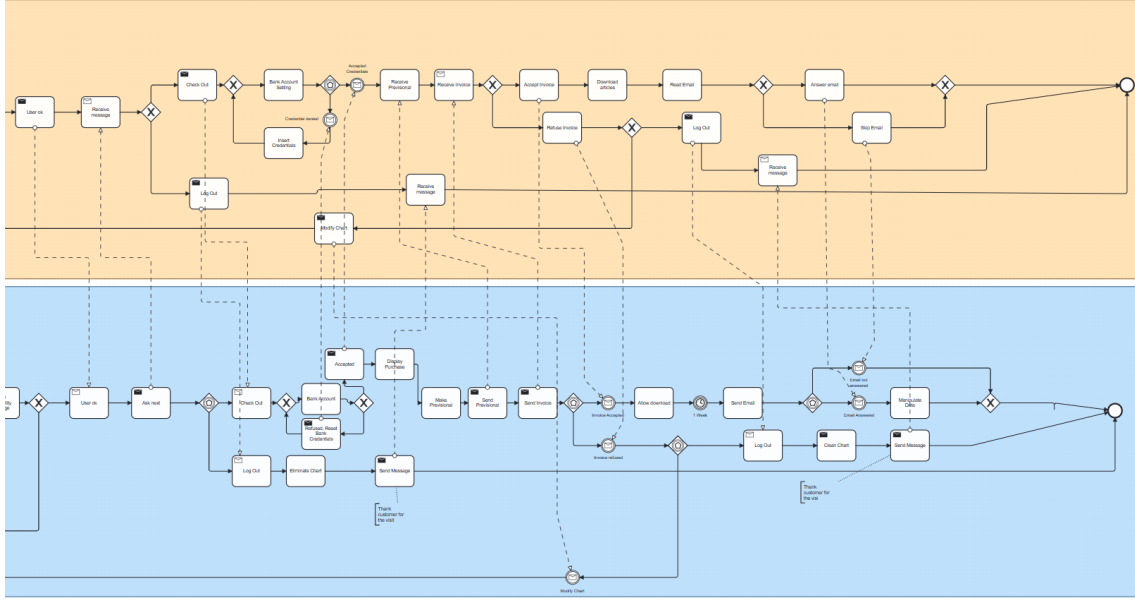 User ok
Receive
message
Check Out
Bank Account
Setting
Accepted
Credentials
Credential denied
Insert
Credentials
Log Out
Receive
message
Modify Chart
Receive
Provisional
Receive Invoice
Accept Invoice
Download
articles
Read Email
Answer email
Skip Email
Refuse Invoice
Log Out
Receive
message
User ok
Ask next
Check Out
Bank Account
Refused, Reset
Bank
Credentials
Accepted
Display
Purchase
Log Out
Eliminate Chart
Send Message
Thank
customer for
the visit
Make
Provisional
Send
Provisional
Send Invoice
Invoice Accepted
Invoice refused
Allow download
1 Week
Send Email
Email not
answered
Email Answered
Manipulate
Data
Log Out
Clean Chart
Send Message
Thank
customer for
the visi
Modify Chart